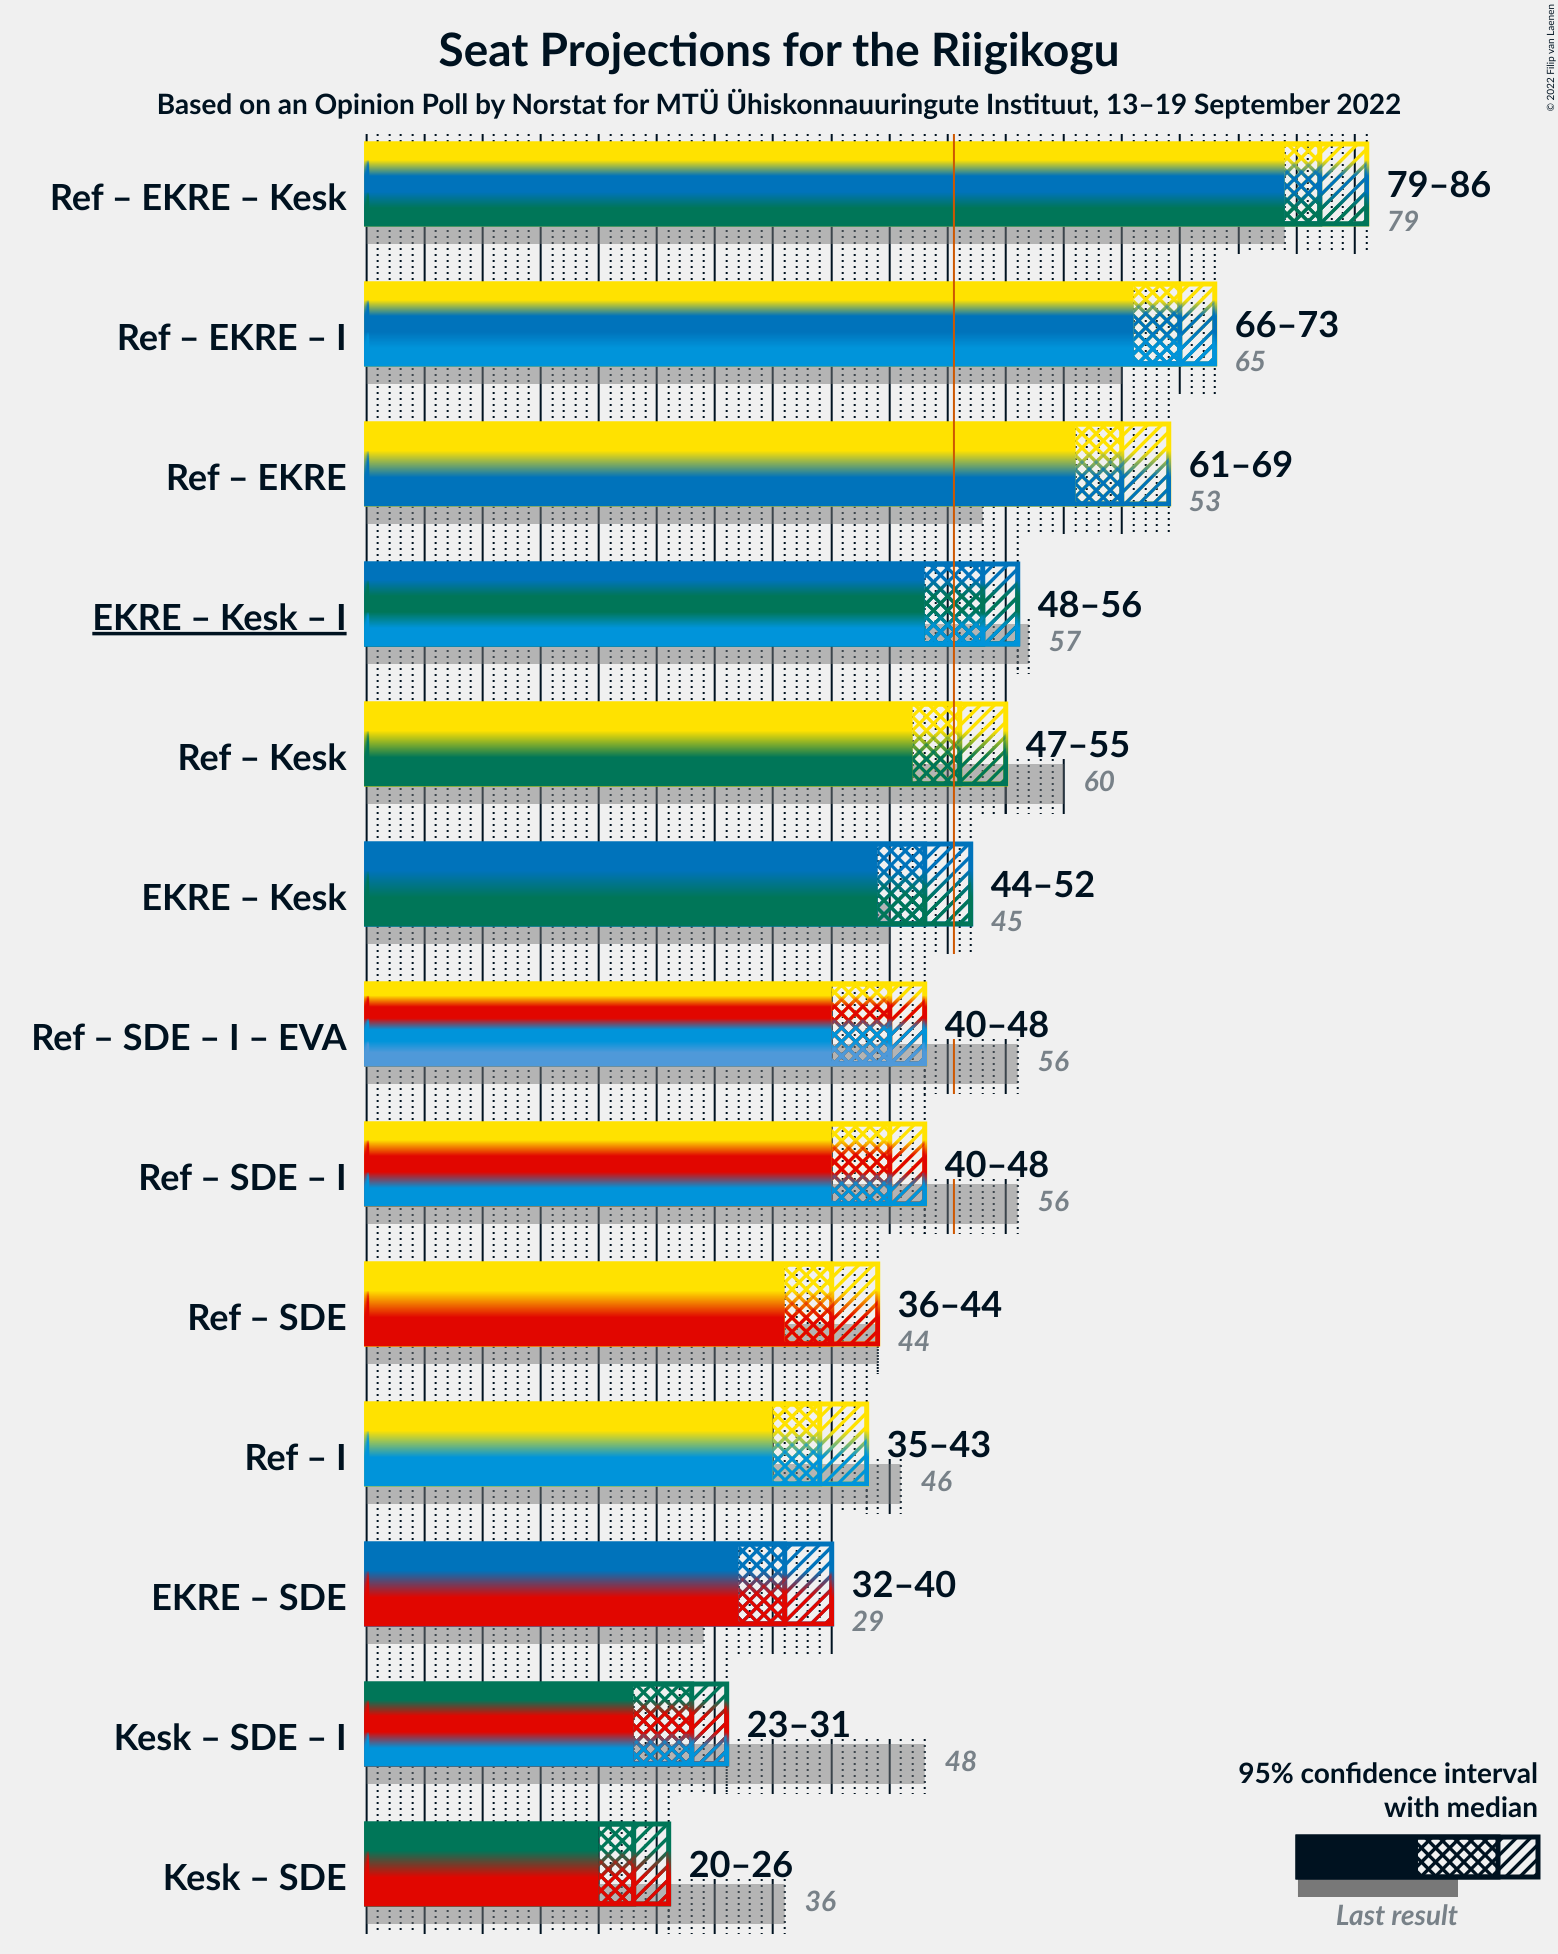 Seat Projections for the Riigikogu
Based on an Opinion Poll by Norstat for MTÜ Ühiskonnauuringute Instituut, 13–19 September 2022
© 2022 Filip van Laenen
Ref – EKRE – Kesk
79–86
79
Ref – EKRE – I
66–73
65
Ref – EKRE
61–69
53
EKRE – Kesk – I
48–56
57
Ref – Kesk
47–55
60
EKRE – Kesk
44–52
45
Ref – SDE – I – EVA
40–48
56
Ref – SDE – I
40–48
56
Ref – SDE
36–44
44
Ref – I
35–43
46
EKRE – SDE
32–40
29
Kesk – SDE – I
23–31
48
Kesk – SDE
20–26
36
95% confidence interval
with median
Last result